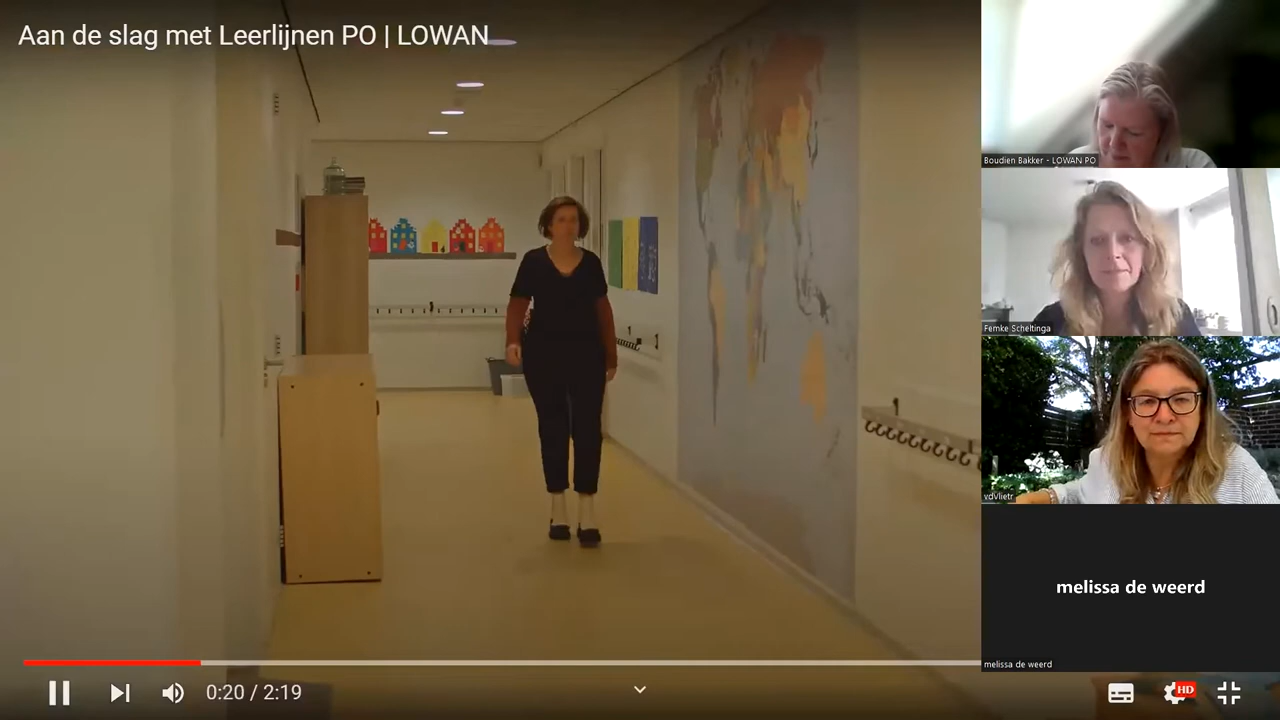 Aan de slag met Leerlijnen PO | LOWAN
Boudien Bakker - LOWAN PO
Femke Scheltinga
vdVlietr
melissa de weerd
melissa de weerd
0:20 / 2:19
HD